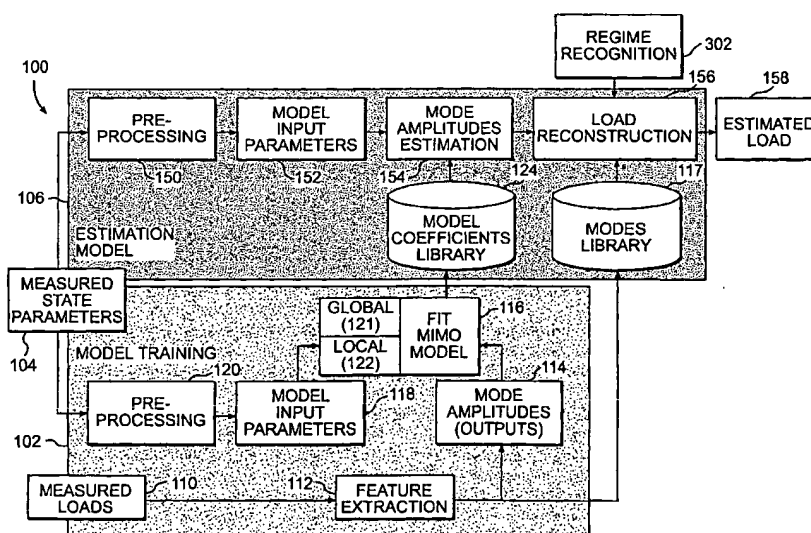 REGIME
RECOGNITION
302
100
156
158
PRE-
PROCESSING
150
MODEL
INPUT
PARAMETERS
152
MODE
AMPLITUDES
ESTIMATION
154
LOAD
RECONSTRUCTION
ESTIMATED
LOAD
106
124
117
ESTIMATION
MODEL
MODEL
COEFFICIENTS
LIBRARY
MODES
LIBRARY
MEASURED
STATE
PARAMETERS
104
GLOBAL
(121)
LOCAL
(122)
FIT
MIMO
MODEL
116
MODEL TRAINING
120
PRE-
PROCESSING
MODEL
INPUT
PARAMETERS
118
114
MODE
AMPLITUDES
(OUTPUTS)
102
MEASURED
LOADS
110
112
FEATURE
EXTRACTION